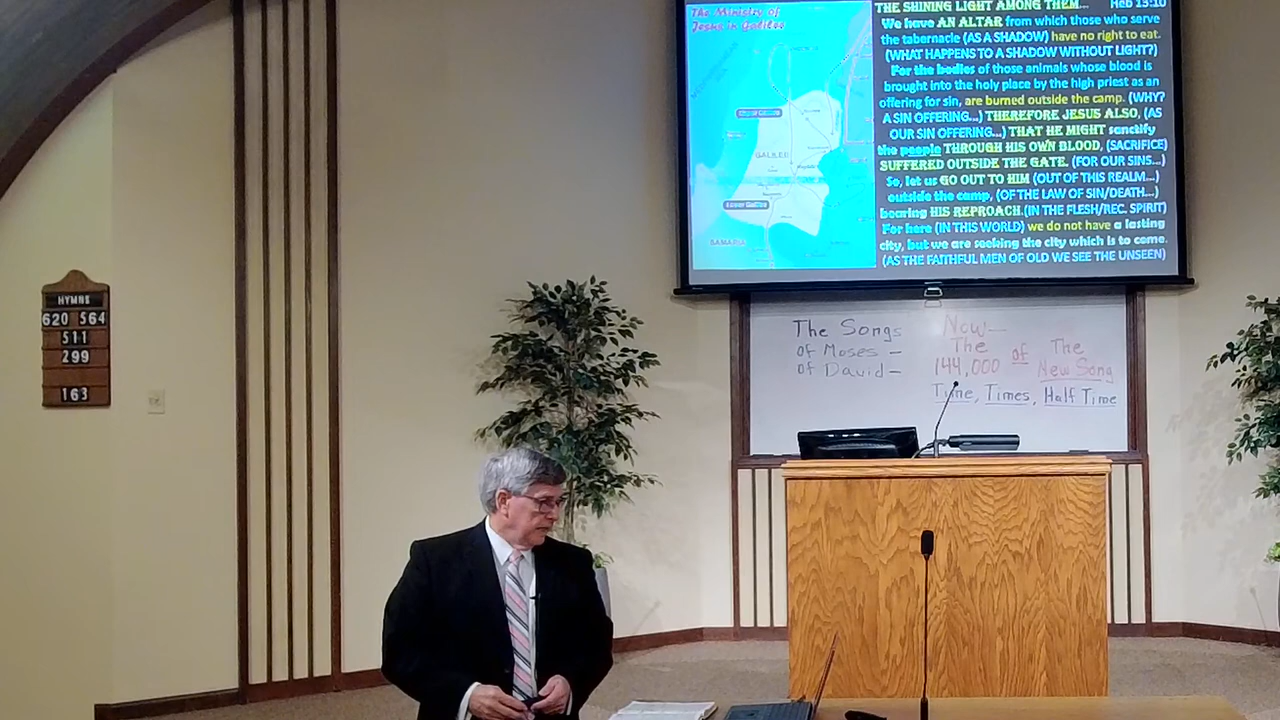 The Ministry of
Jesus in Galilee
GALILEE
SAMARIA
THE SHINING LIGHT AMONG THEM... Heb 13:10
We have AN ALTAR from which those who serve
the tabernacle (AS A SHADOW) have no right to eat.
(WHAT HAPPENS TO A SHADOW WITHOUT LIGHT?)
For the bodies of those animals whose blood is
brought into the holy place by the high priest as an
offering for sin, are burned outside the camp. (WHY?
A SIN OFFERING...) THEREFORE JESUS ALSO, (AS
OUR SIN OFFERING...) THAT HE MIGHT sanctify
the people THROUGH HIS OWN BLOOD, (SACRIFICE)
SUFFERED OUTSIDE THE GATE. (FOR OUR SINS...)
So, let us GO OUT TO HIM (OUT OF THIS REALM...)
outside the camp, (OF THE LAW OF SIN/DEATH...)
bearing HIS REPROACH.(IN THE FLESH/REC. SPIRIT)
For here (IN THIS WORLD) we do not have a lasting
city, but we are seeking the city which is to come.
(AS THE FAITHFUL MEN OF OLD WE SEE THE UNSEEN)
HYMNS
620 564
511
299
163
The Songs
of Moses –
of David –
Now—
The
144,000 of The
New Song
Time, Times, Half Time